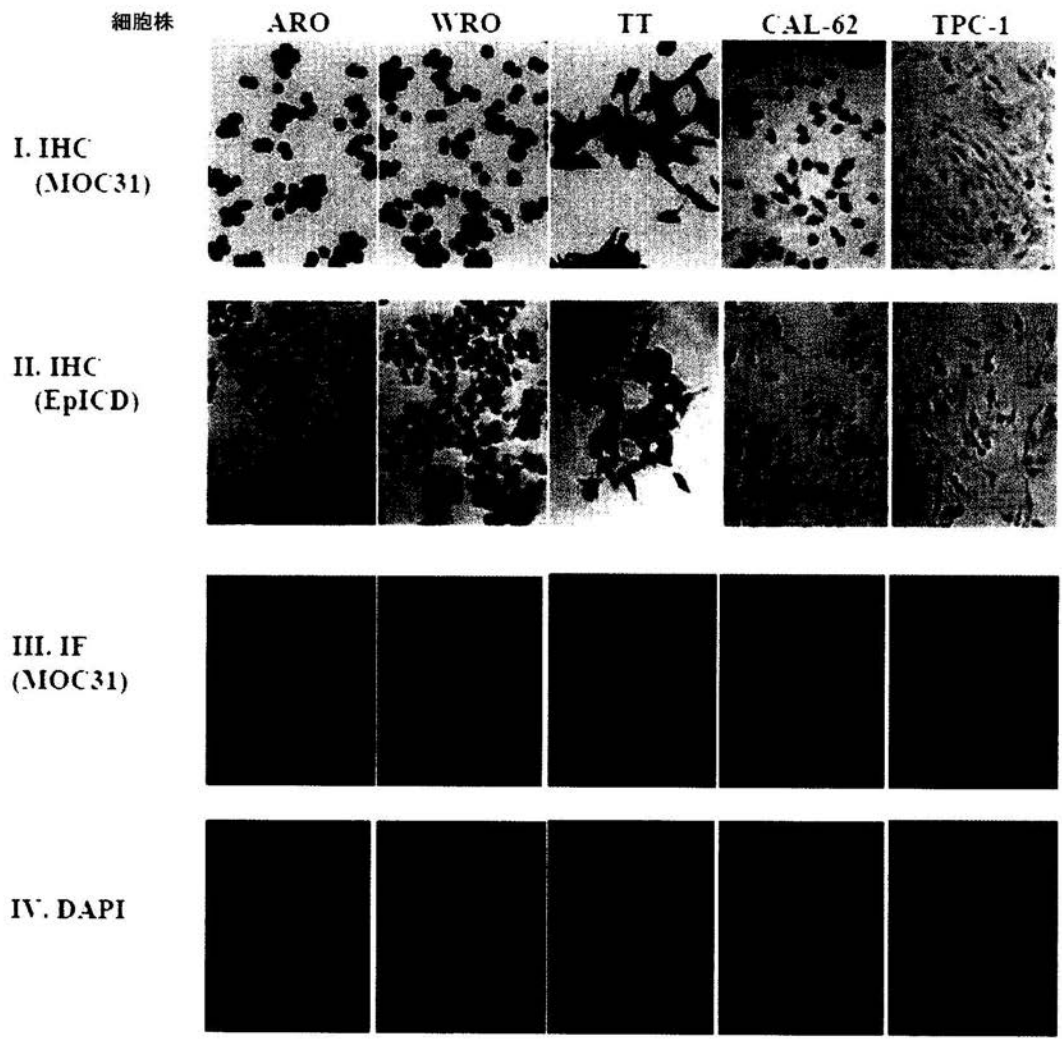 細胞株 ARO WRO TT CAL-62 TPC-1
I. IHC
(MOC31)
II. IHC
(EpICD)
III. IF
(MOC31)
IV. DAPI